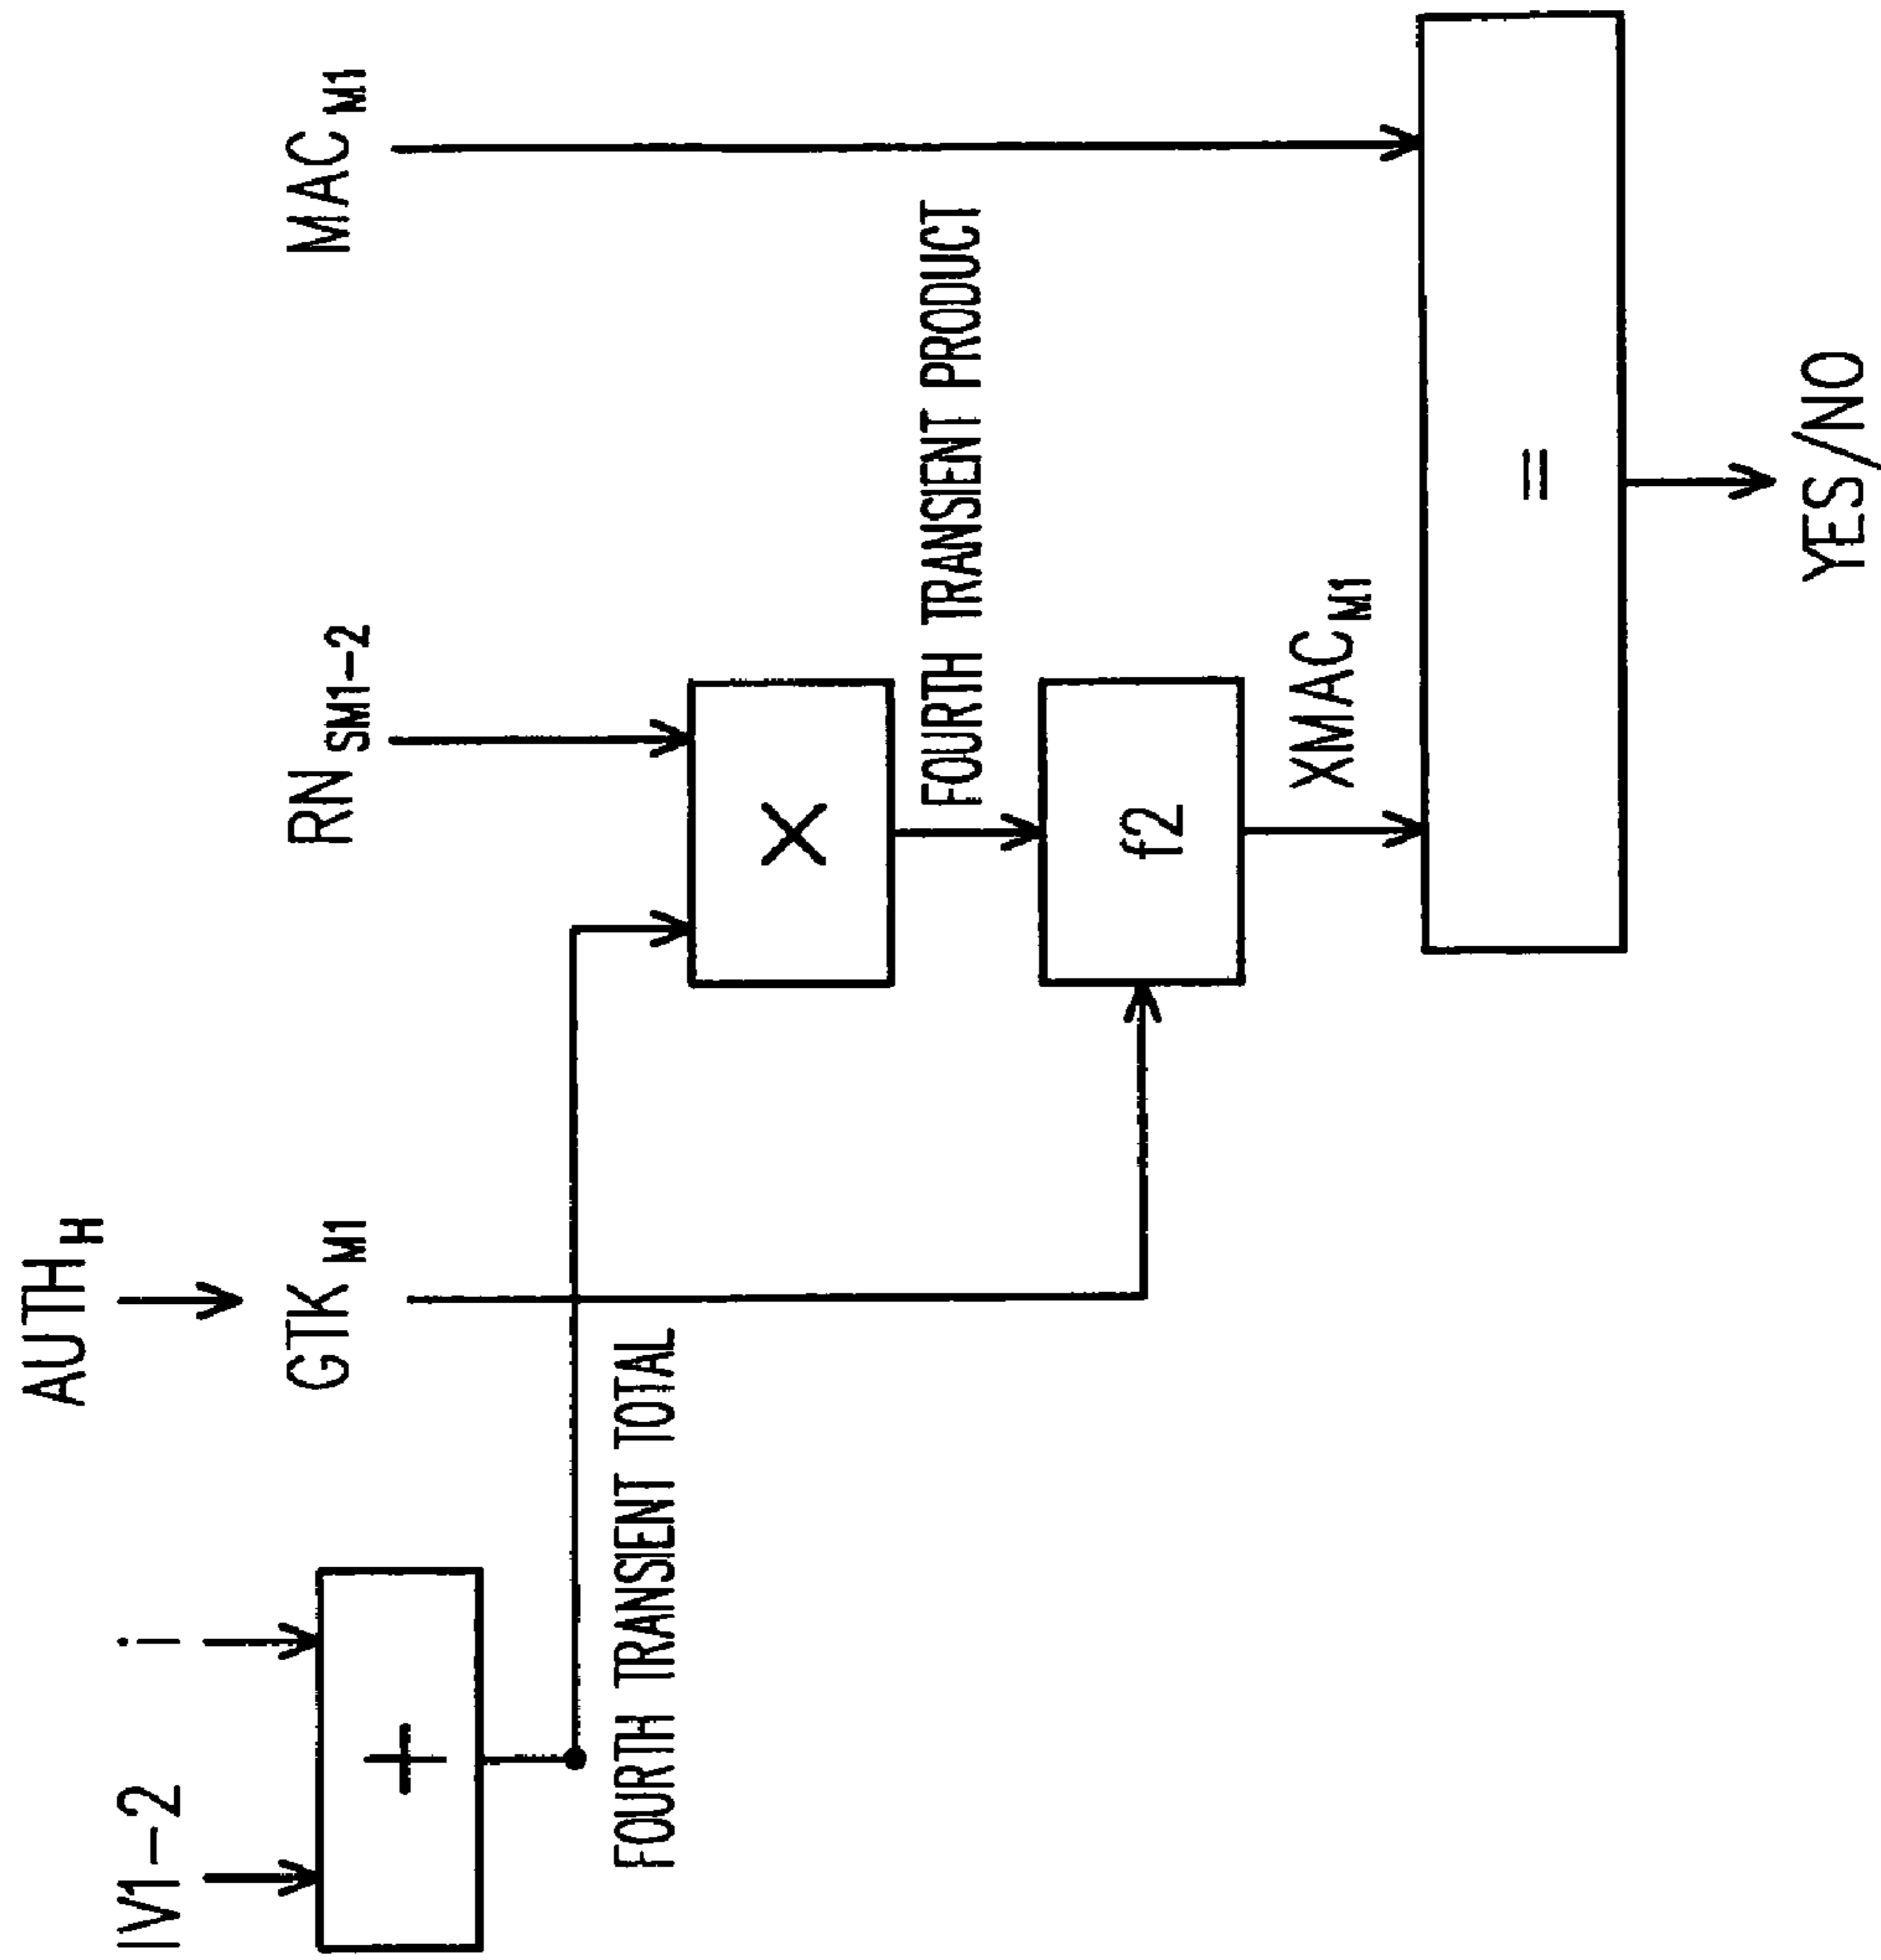 AUTH_H
IV1-2
i
GTK_M1
RN_SM1-2
MAC_M1
+
FOURTH TRANSIENT TOTAL
X
FOURTH TRANSIENT PRODUCT
f2
XMAC_M1
=
YES/NO